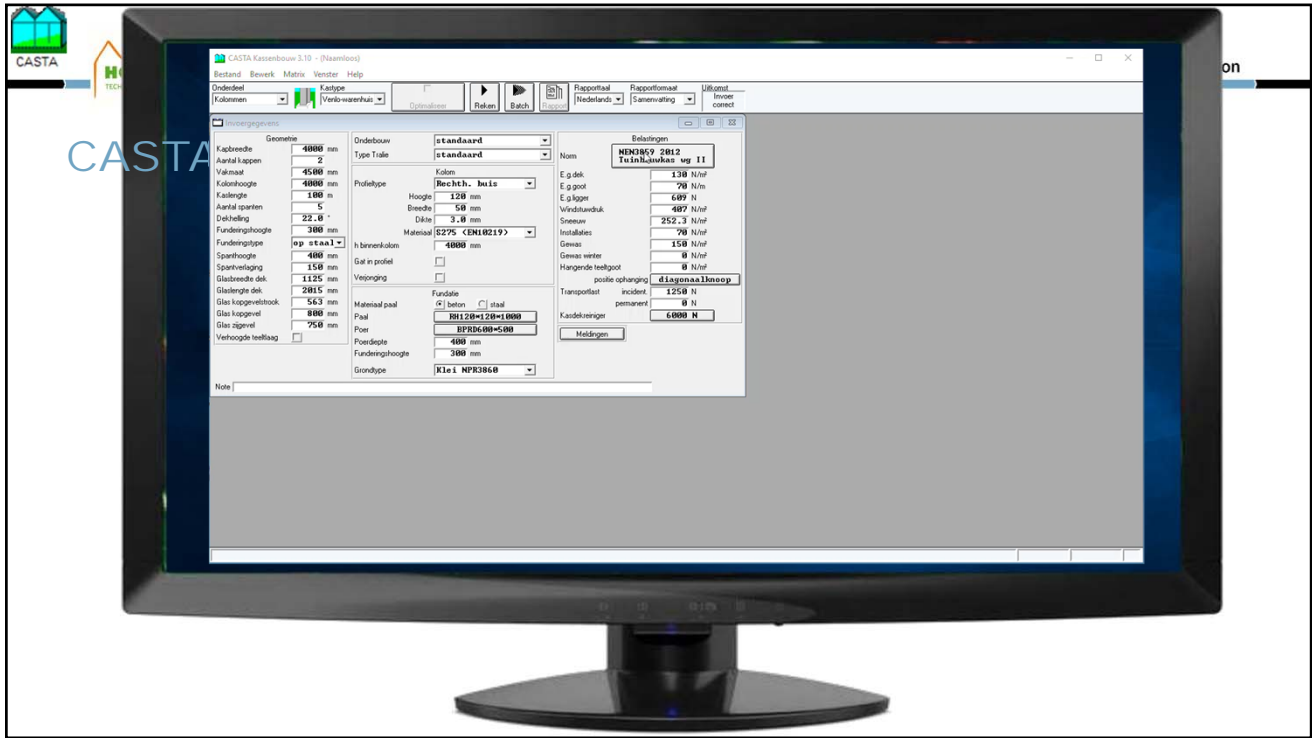 CASTA
on
CASTA
CASTA Kassenbouw 3.10 - (Naamloos)
Bestand Bewerk Matrix Venster Help
Onderdeel Kastype Rapporttaal Rapportformaat Uitkomst
Kolommen Venlo-warenhuis Optimaliseer Reken Batch Rapport Nederlands Samenvatting Invoer correct
Invoergegevens
Geometrie
Kapbreedte 4000 mm
Aantal kappen 2
Vakmaat 4500 mm
Kolomhoogte 4000 mm
Kaslengte 100 m
Aantal spanten 5
Dekhelling 22.0 °
Funderingshoogte 300 mm
Funderingstype op staal
Spanthoogte 400 mm
Spantverlaging 150 mm
Glasbreedte dek 1125 mm
Glaslengte dek 2015 mm
Glas kopgevelstrook 563 mm
Glas kopgevel 800 mm
Glas zijgevel 750 mm
Verhoogde teeltlaag
Onderbouw standaard
Type Tralie standaard
Kolom
Profieltype Rechth. buis
Hoogte 120 mm
Breedte 50 mm
Dikte 3.0 mm
Materiaal S275 (EN10219)
h binnenkolom 4000 mm
Gat in profiel
Verjonging
Fundatie
Materiaal paal beton staal
Paal RH120*120*1000
Poer BPRD600*500
Poerdiepte 400 mm
Funderingshoogte 300 mm
Grondtype Klei NPR3860
Belastingen
Norm NEN3859 2012
Tuinbouwkas wg II
E.g.dek 130 N/m²
E.g.goot 70 N/m
E.g.ligger 609 N
Windstuwdruk 407 N/m²
Sneeuw 252.3 N/m²
Installaties 70 N/m²
Gewas 150 N/m²
Gewas winter 0 N/m²
Hangende teeltgoot 0 N/m²
positie ophanging diagonaalknoop
Transportlast incident. 1250 N
permanent 0 N
Kasdekreiniger 6000 N
Meldingen
Note